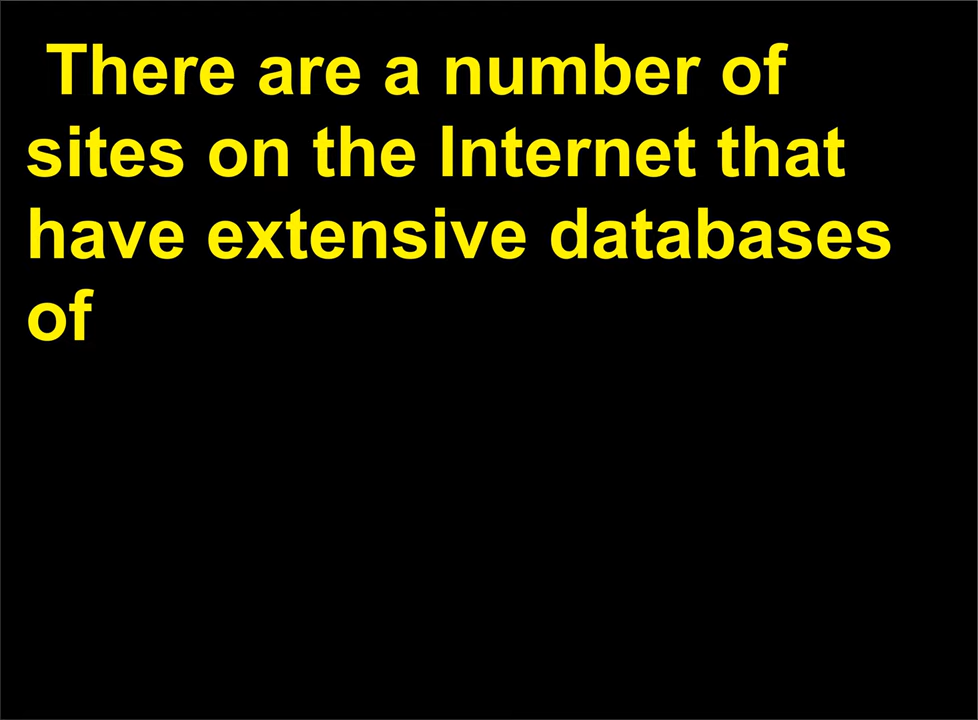 There are a number of
sites on the Internet that
have extensive databases
of